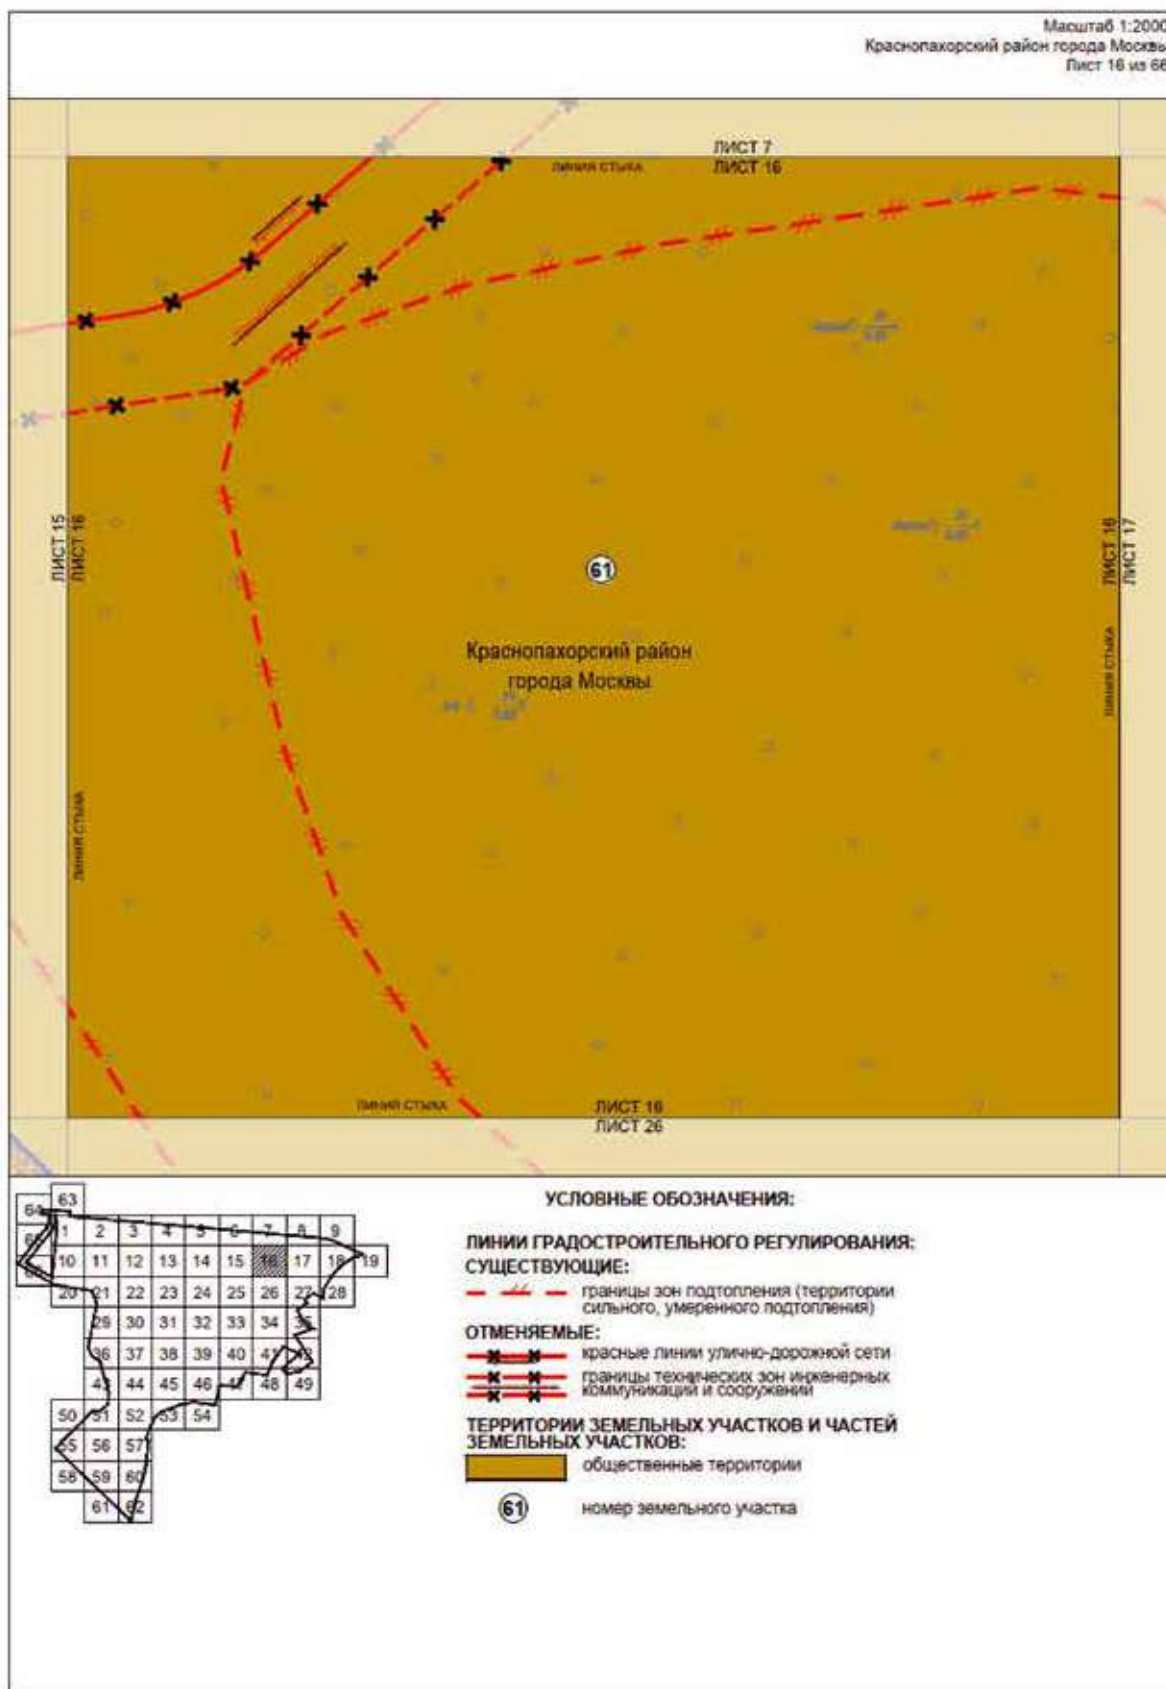 Масштаб 1:2000
Краснопахорский район города Москвы
Лист 16 из 66
ЛИСТ 7
ЛИНИЯ СТЫКА ЛИСТ 16
ЛИСТ 15
ЛИСТ 16
ЛИСТ 16
ЛИСТ 17
61
Краснопахорский район
города Москвы
ЛИНИЯ СТЫКА
ЛИНИЯ СТЫКА
ЛИНИЯ СТЫКА ЛИСТ 16
ЛИСТ 26
63
64
1 2 3 4 5 6 7 8 9
10 11 12 13 14 15 16 17 18 19
20 21 22 23 24 25 26 27 28
29 30 31 32 33 34 35
36 37 38 39 40 41 42
43 44 45 46 47 48 49
50 51 52 53 54
55 56 57
58 59 60
61 62
УСЛОВНЫЕ ОБОЗНАЧЕНИЯ:
ЛИНИИ ГРАДОСТРОИТЕЛЬНОГО РЕГУЛИРОВАНИЯ:
СУЩЕСТВУЮЩИЕ:
границы зон подтопления (территории
сильного, умеренного подтопления)
ОТМЕНЯЕМЫЕ:
красные линии улично-дорожной сети
границы технических зон инженерных
коммуникаций и сооружений
ТЕРРИТОРИИ ЗЕМЕЛЬНЫХ УЧАСТКОВ И ЧАСТЕЙ
ЗЕМЕЛЬНЫХ УЧАСТКОВ:
общественные территории
61 номер земельного участка